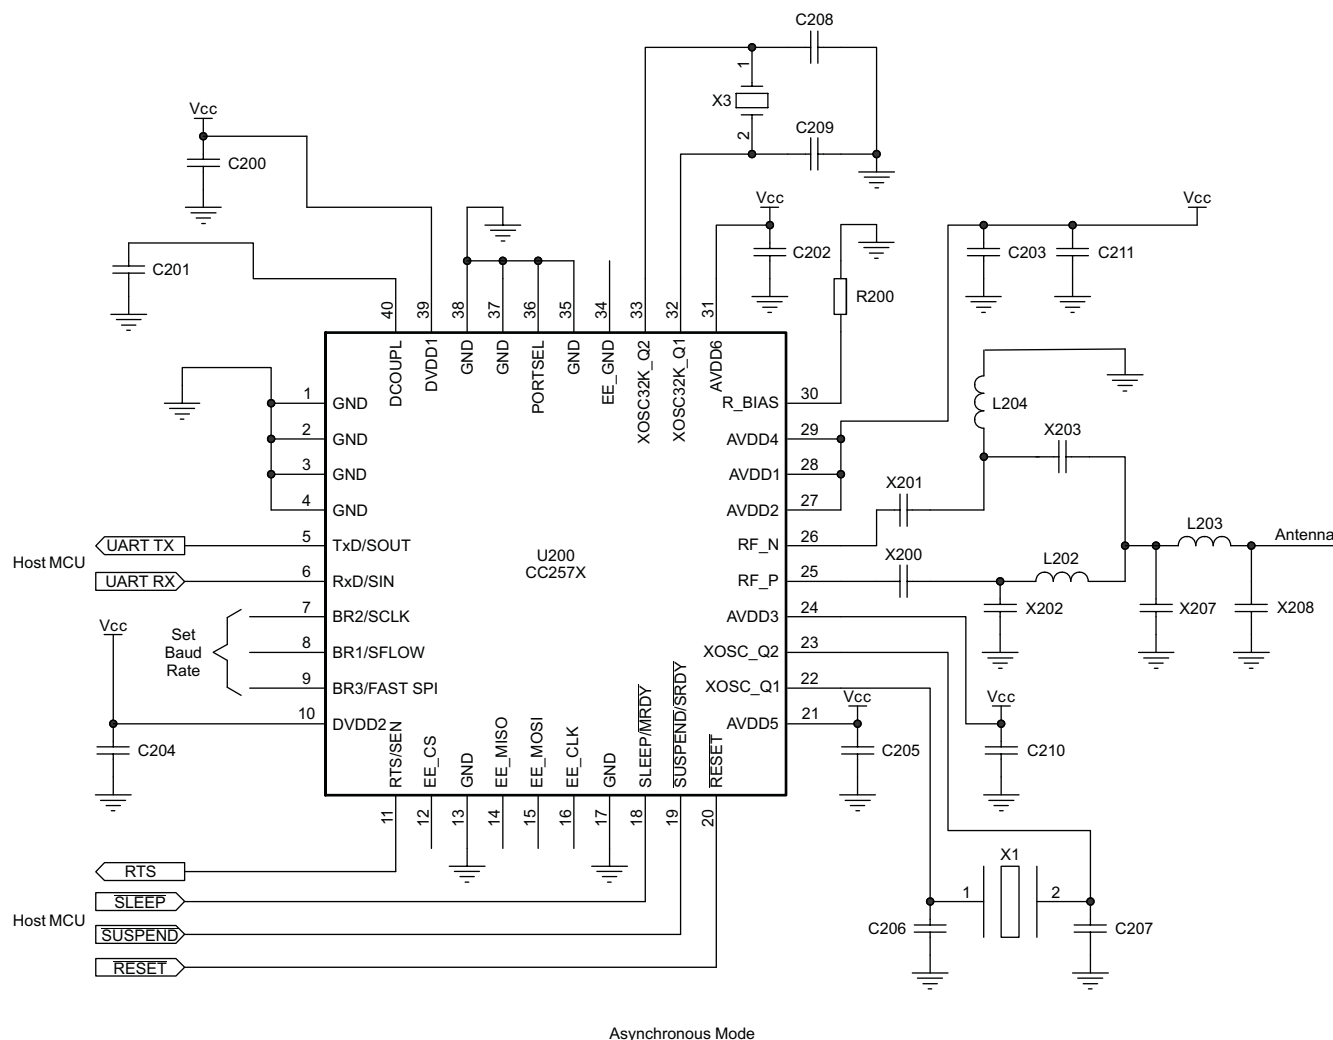 C208
1
X3
2
C209
Vcc
C200
Vcc
Vcc
C201
C202
R200
C203
C211
40
39
38
37
36
35
34
33
32
31
DCOUPL
DVDD1
GND
GND
PORTSEL
GND
EE_GND
XOSC32K_Q2
XOSC32K_Q1
AVDD6
L204
X203
X201
1
GND
2
GND
3
GND
4
GND
R_BIAS
30
AVDD4
29
AVDD1
28
AVDD2
27
Host MCU
UART TX
5
TxD/SOUT
UART RX
6
RxD/SIN
U200
CC257X
RF_N
26
RF_P
25
X200
L202
L203
Antenna
X202
X207
X208
Vcc
Set
Baud
Rate
7
BR2/SCLK
8
BR1/SFLOW
9
BR3/FAST SPI
10
DVDD2
C204
AVDD3
24
XOSC_Q2
23
XOSC_Q1
22
AVDD5
21
Vcc
C205
Vcc
C210
RTS/SEN
EE_CS
GND
EE_MISO
EE_MOSI
EE_CLK
GND
SLEEP/MRDY
SUSPEND/SRDY
RESET
11
12
13
14
15
16
17
18
19
20
RTS
SLEEP
Host MCU
SUSPEND
RESET
X1
1
2
C206
C207
Asynchronous Mode